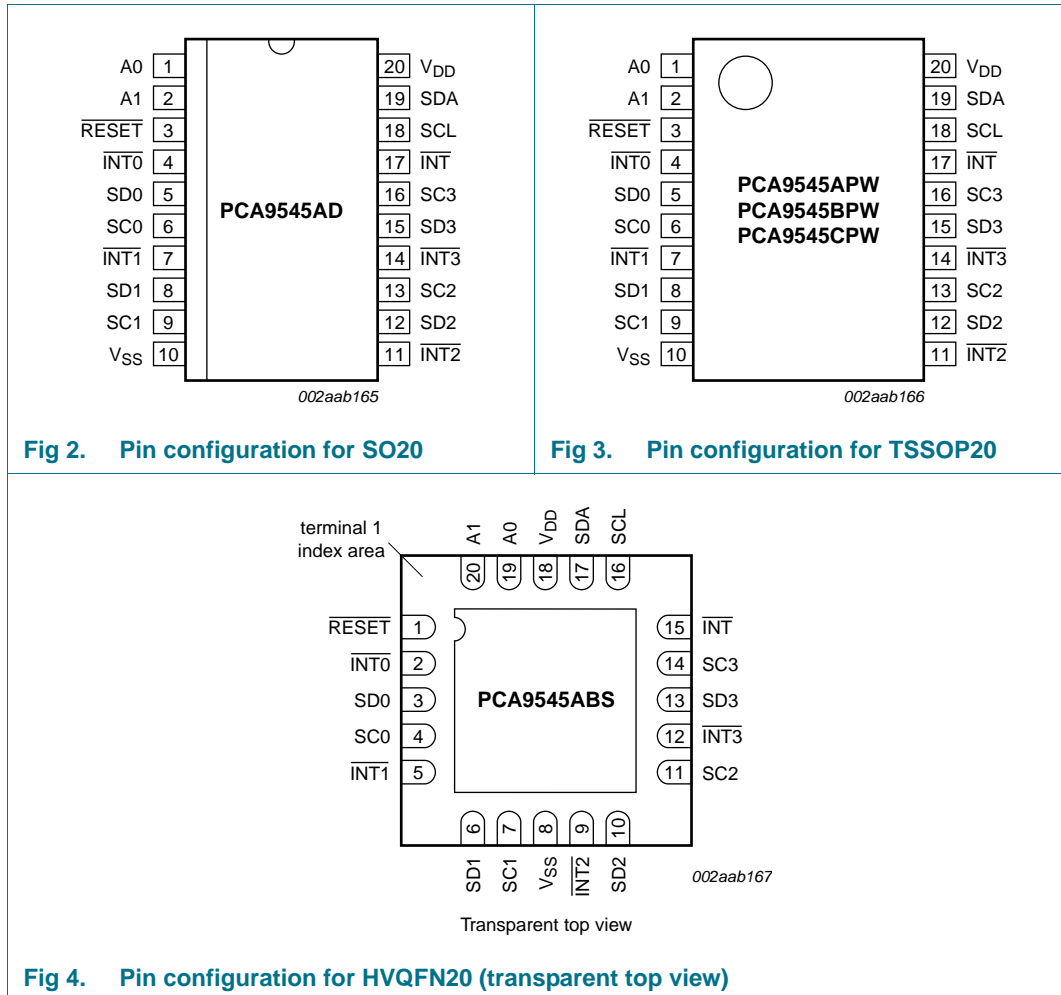 A0 1
A1 2
RESET 3
INT0 4
SD0 5
SC0 6
INT1 7
SD1 8
SC1 9
VSS 10
PCA9545AD
20 VDD
19 SDA
18 SCL
17 INT
16 SC3
15 SD3
14 INT3
13 SC2
12 SD2
11 INT2
002aab165
Fig 2. Pin configuration for SO20
A0 1
A1 2
RESET 3
INT0 4
SD0 5
SC0 6
INT1 7
SD1 8
SC1 9
VSS 10
PCA9545APW
PCA9545BPW
PCA9545CPW
20 VDD
19 SDA
18 SCL
17 INT
16 SC3
15 SD3
14 INT3
13 SC2
12 SD2
11 INT2
002aab166
Fig 3. Pin configuration for TSSOP20
terminal 1
index area
A1 A0 VDD SDA SCL
20 19 18 17 16
RESET 1
INT0 2
SD0 3
SC0 4
INT1 5
PCA9545ABS
15 INT
14 SC3
13 SD3
12 INT3
11 SC2
6 7 8 9 10
SD1 SC1 VSS INT2 SD2
002aab167
Transparent top view
Fig 4. Pin configuration for HVQFN20 (transparent top view)